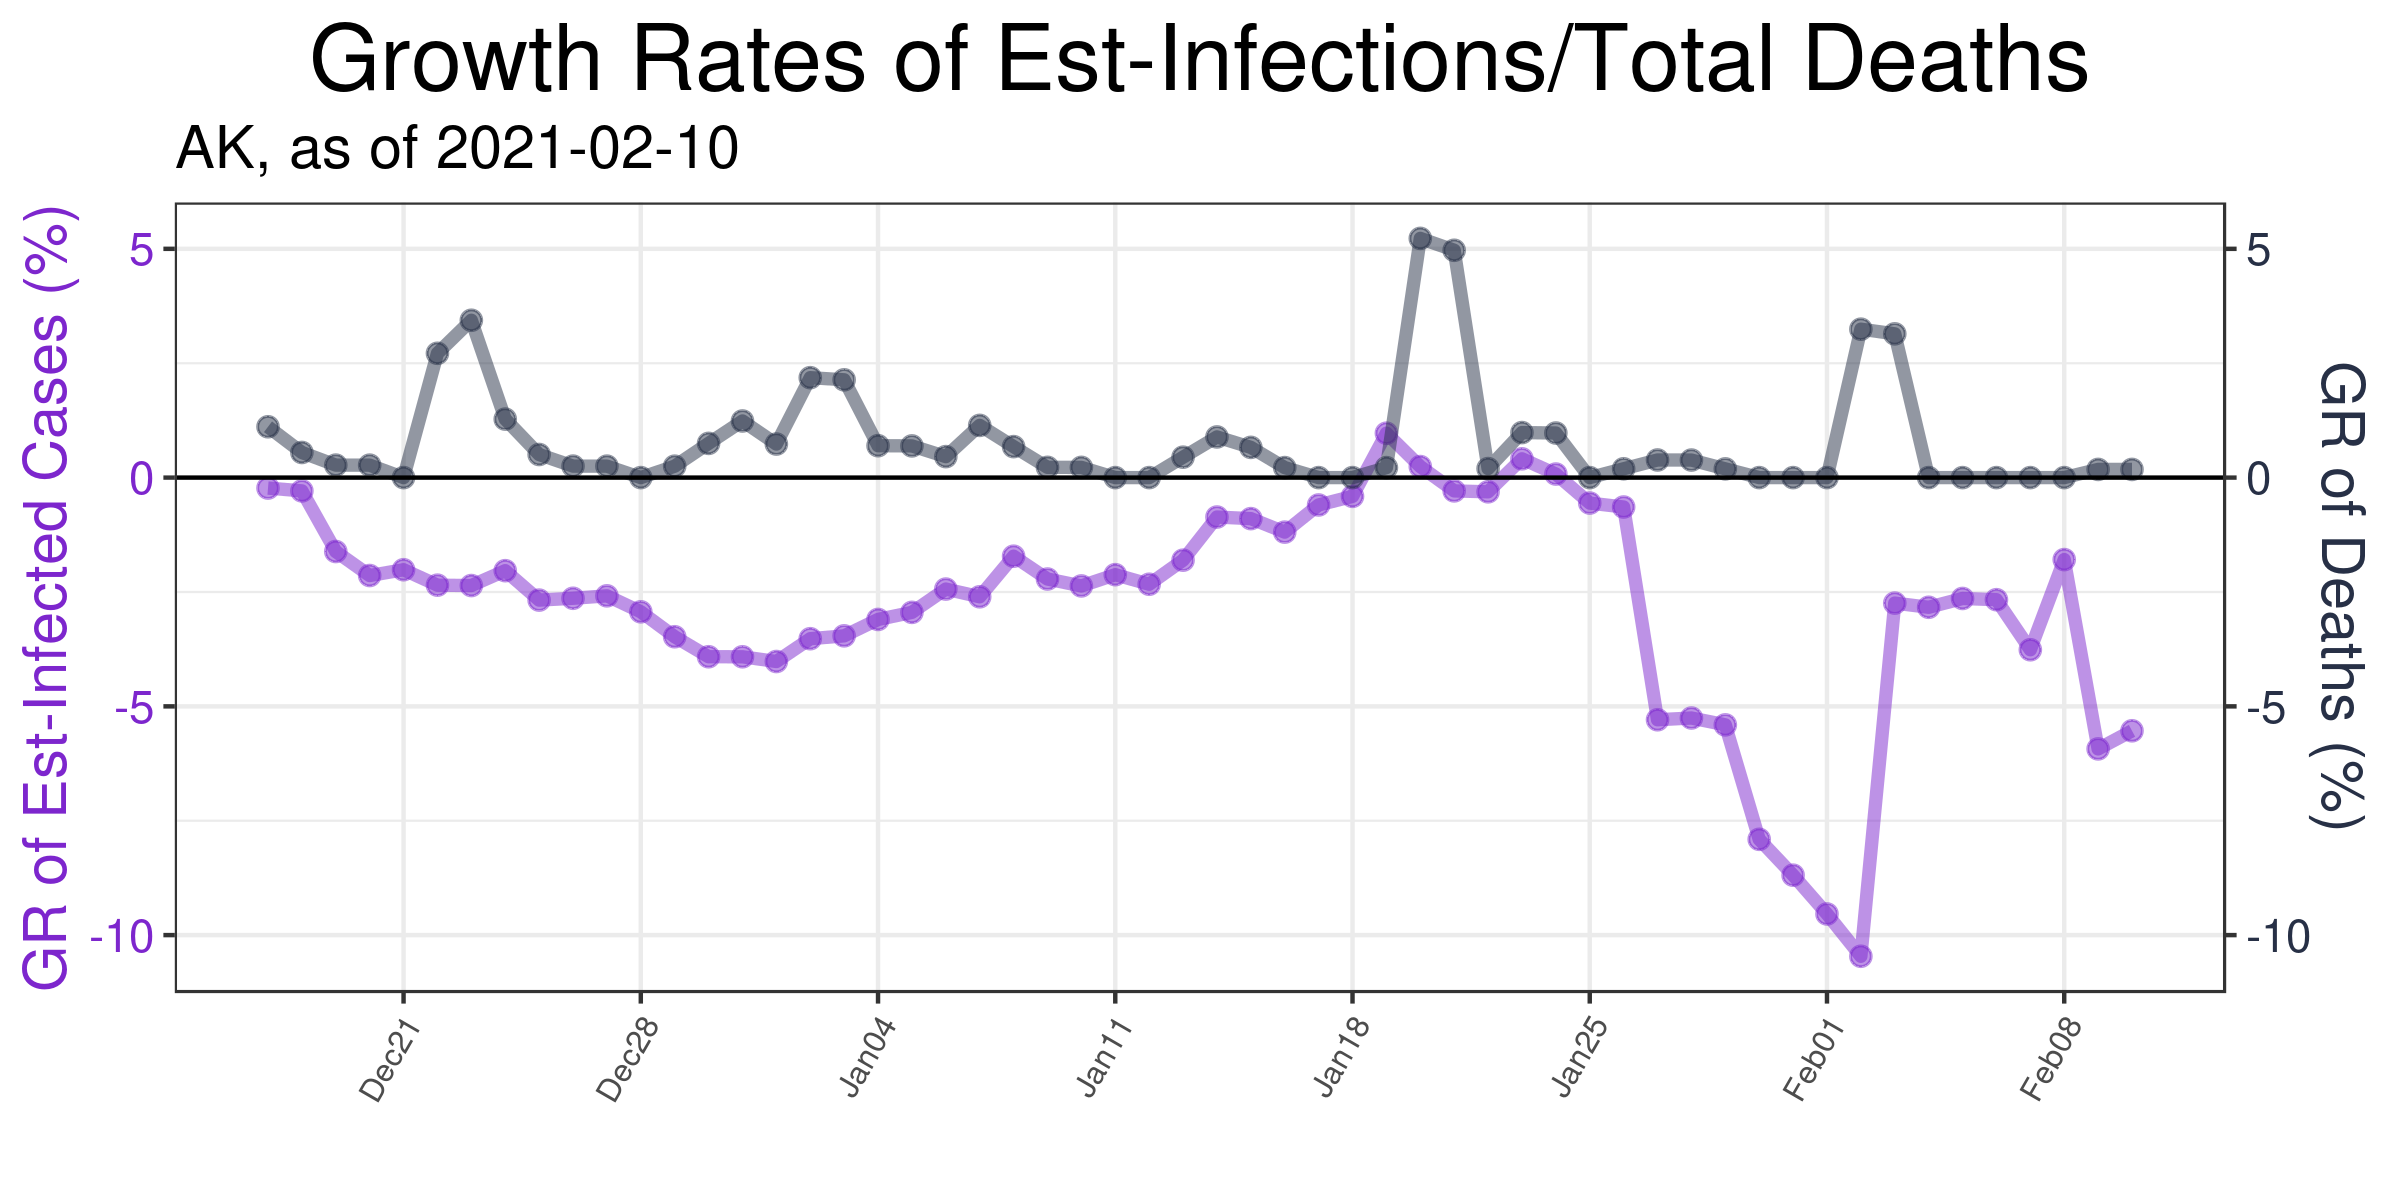 Growth Rates of Est-Infections/Total Deaths
AK, as of 2021-02-10
GR of Est-Infected Cases (%)
5
0
-5
-10
5
0
-5
-10
GR of Deaths (%)
Dec21
Dec28
Jan04
Jan11
Jan18
Jan25
Feb01
Feb08